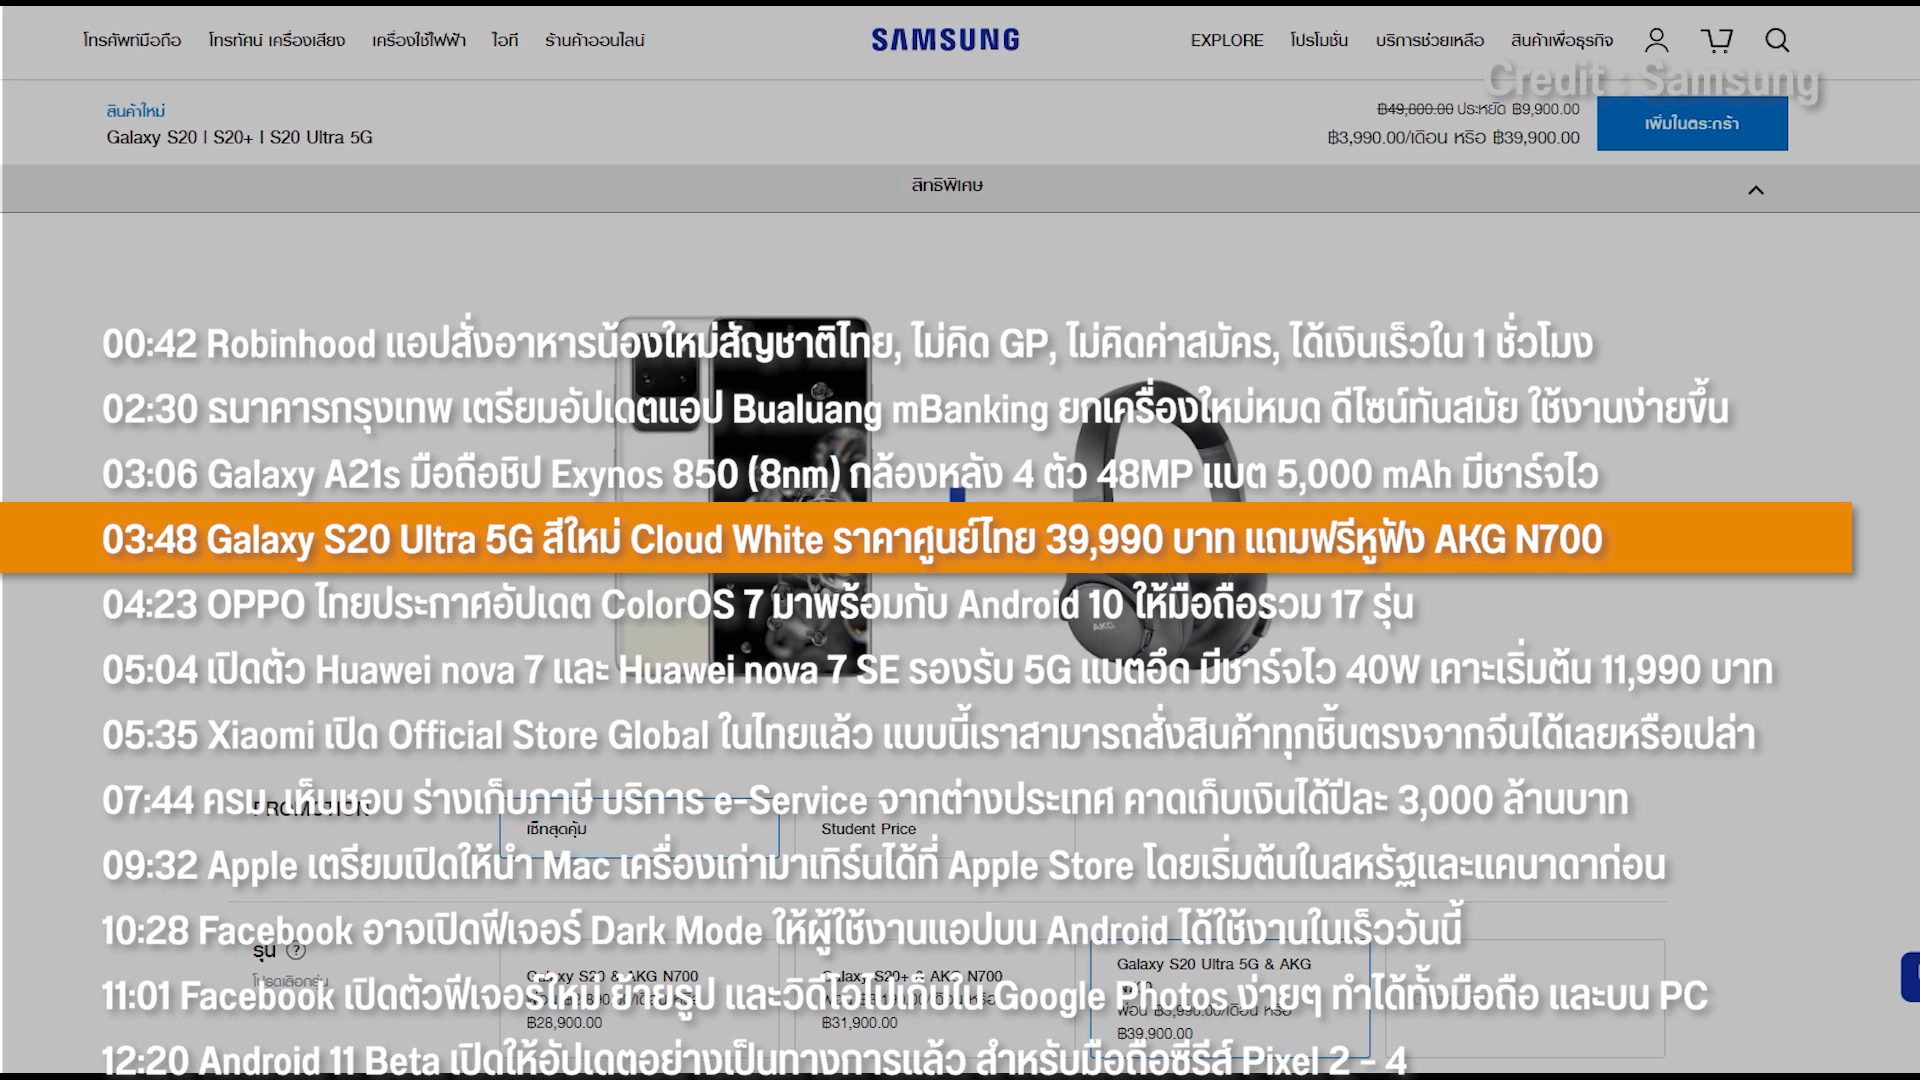 โทรศัพท์มือถือ โทรทัศน์ เครื่องเสียง เครื่องใช้ไฟฟ้า ไอที ร้านค้าออนไลน์ SAMSUNG EXPLORE โปรโมชั่น บริการช่วยเหลือ สินค้าเพื่อธุรกิจ
Credit : Samsung
สินค้าใหม่ ฿49,800.00 ประหยัด ฿9,900.00
Galaxy S20 | S20+ | S20 Ultra 5G ฿3,990.00/เดือน หรือ ฿39,900.00 เพิ่มในตระกร้า
สิทธิพิเศษ
00:42 Robinhood แอปสั่งอาหารน้องใหม่สัญชาติไทย, ไม่คิด GP, ไม่คิดค่าสมัคร, ได้เงินเร็วใน 1 ชั่วโมง
02:30 ธนาคารกรุงเทพ เตรียมอัปเดตแอป Bualuang mBanking ยกเครื่องใหม่หมด ดีไซน์ทันสมัย ใช้งานง่ายขึ้น
03:06 Galaxy A21s มือถือชิป Exynos 850 (8nm) กล้องหลัง 4 ตัว 48MP แบต 5,000 mAh มีชาร์จไว
03:48 Galaxy S20 Ultra 5G สีใหม่ Cloud White ราคาศูนย์ไทย 39,990 บาท แถมฟรีหูฟัง AKG N700
04:23 OPPO ไทยประกาศอัปเดต ColorOS 7 มาพร้อมกับ Android 10 ให้มือถือรวม 17 รุ่น
AKG
05:04 เปิดตัว Huawei nova 7 และ Huawei nova 7 SE รองรับ 5G แบตอึด มีชาร์จไว 40W เคาะเริ่มต้น 11,990 บาท
05:35 Xiaomi เปิด Official Store Global ในไทยแล้ว แบบนี้เราสามารถสั่งสินค้าทุกชิ้นตรงจากจีนได้เลยหรือเปล่า
07:44 ครม. เห็นชอบ ร่างเก็บภาษี บริการ e-Service จากต่างประเทศ คาดเก็บเงินได้ปีละ 3,000 ล้านบาท
PROMOTION
เซ็ทสุดคุ้ม Student Price
09:32 Apple เตรียมเปิดให้นำ Mac เครื่องเก่ามาเทิร์นได้ที่ Apple Store โดยเริ่มต้นในสหรัฐและแคนาดาก่อน
10:28 Facebook อาจเปิดฟีเจอร์ Dark Mode ให้ผู้ใช้งานแอปบน Android ได้ใช้งานในเร็ววันนี้
รุ่น
โปรดเลือกรุ่น
Galaxy S20 & AKG N700 Galaxy S20+ & AKG N700 Galaxy S20 Ultra 5G & AKG N700
11:01 Facebook เปิดตัวฟีเจอร์ใหม่ ย้ายรูป และวิดีโอไปเก็บใน Google Photos ง่ายๆ ทำได้ทั้งมือถือ และบน PC
ผ่อน ฿3,990.00/เดือน หรือ
฿28,900.00 ฿31,900.00 ฿39,900.00
12:20 Android 11 Beta เปิดให้อัปเดตอย่างเป็นทางการแล้ว สำหรับมือถือซีรีส์ Pixel 2 - 4